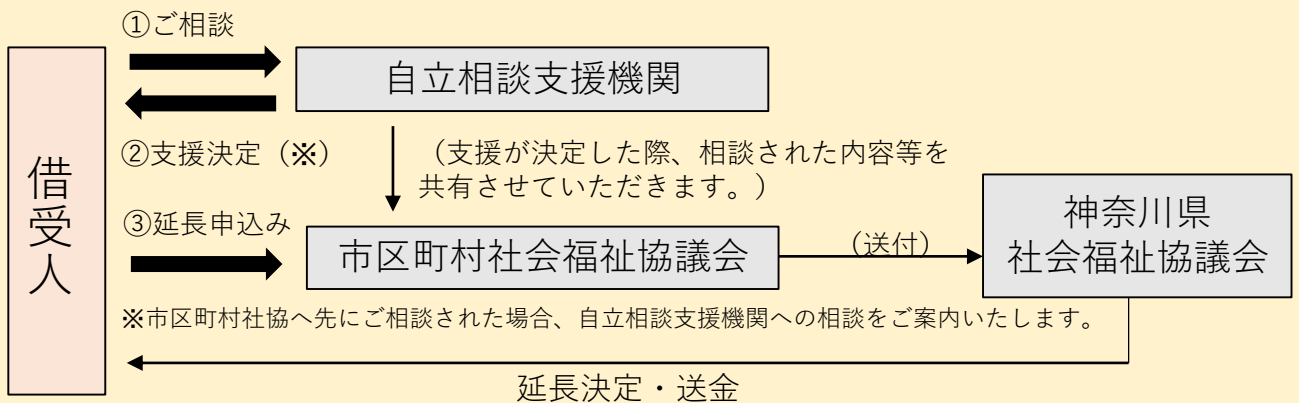 ①ご相談
自立相談支援機関
②支援決定（※）
（支援が決定した際、相談された内容等を
共有させていただきます。）
借受人
③延長申込み
市区町村社会福祉協議会
（送付）
神奈川県
社会福祉協議会
※市区町村社協へ先にご相談された場合、自立相談支援機関への相談をご案内いたします。
延長決定・送金